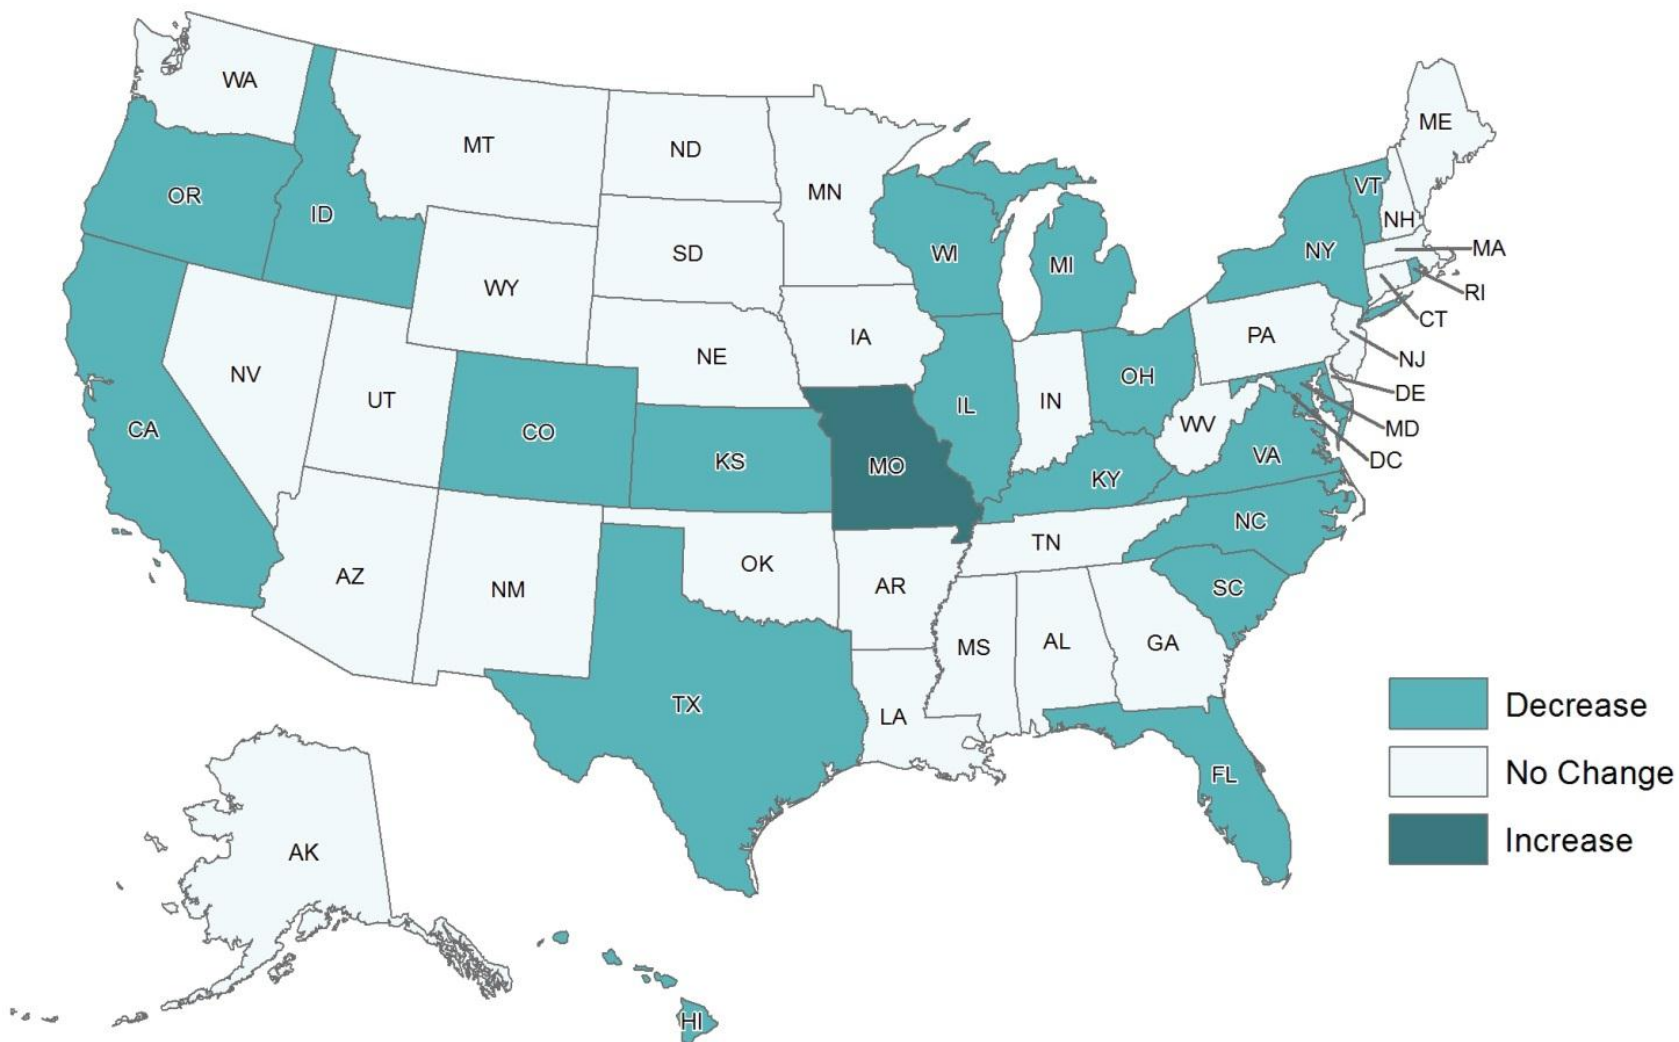 WA
MT
ND
MN
ME
OR
ID
SD
WI
MI
VT
NH
NY
MA
RI
CT
WY
NE
IA
PA
NJ
NV
UT
CO
KS
MO
IL
IN
OH
DE
WV
MD
DC
VA
KY
CA
AZ
NM
OK
AR
TN
NC
SC
MS
AL
GA
LA
TX
FL
AK
HI
Decrease
No Change
Increase